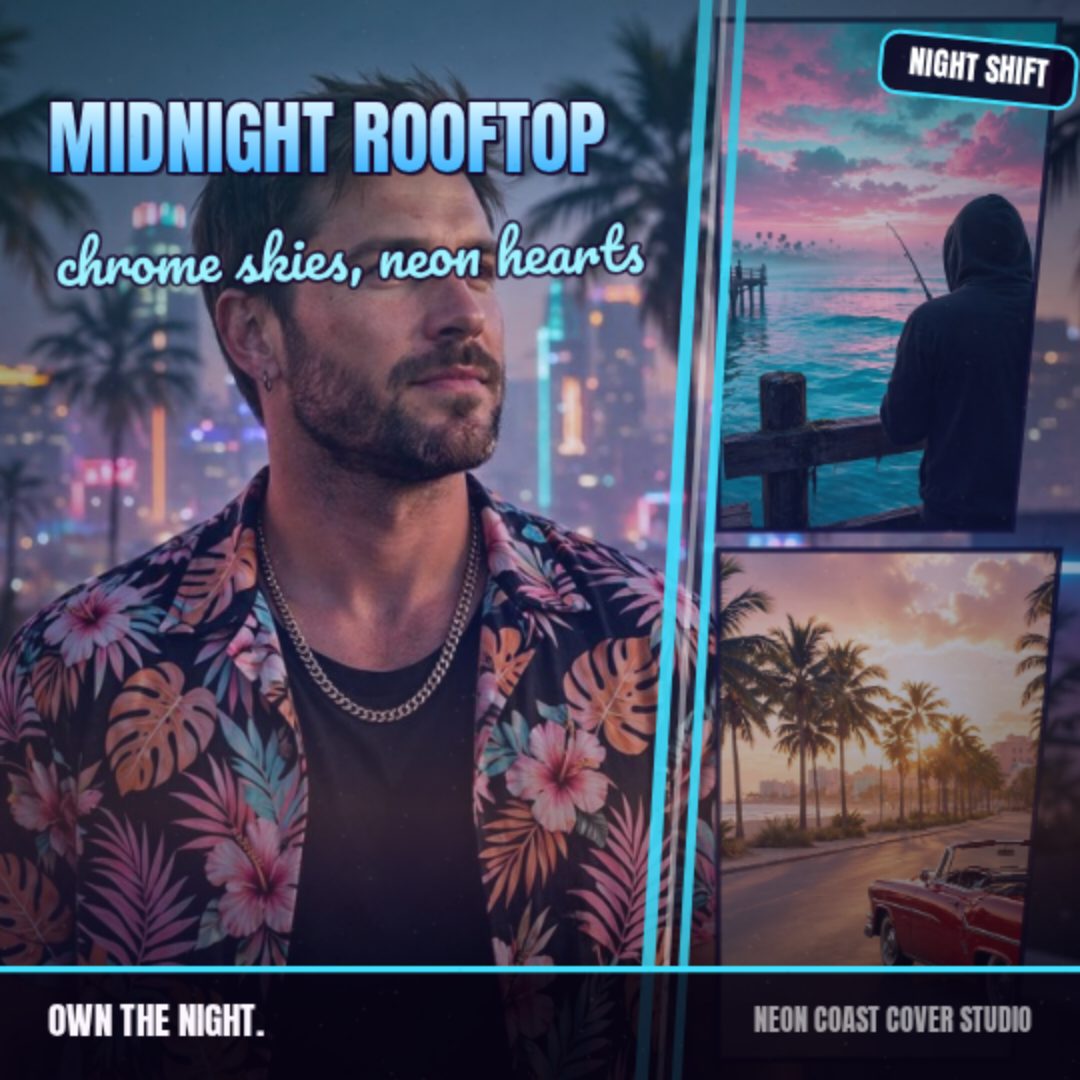 MIDNIGHT ROOFTOP
chrome skies, neon hearts
NIGHT SHIFT
OWN THE NIGHT.
NEON COAST COVER STUDIO